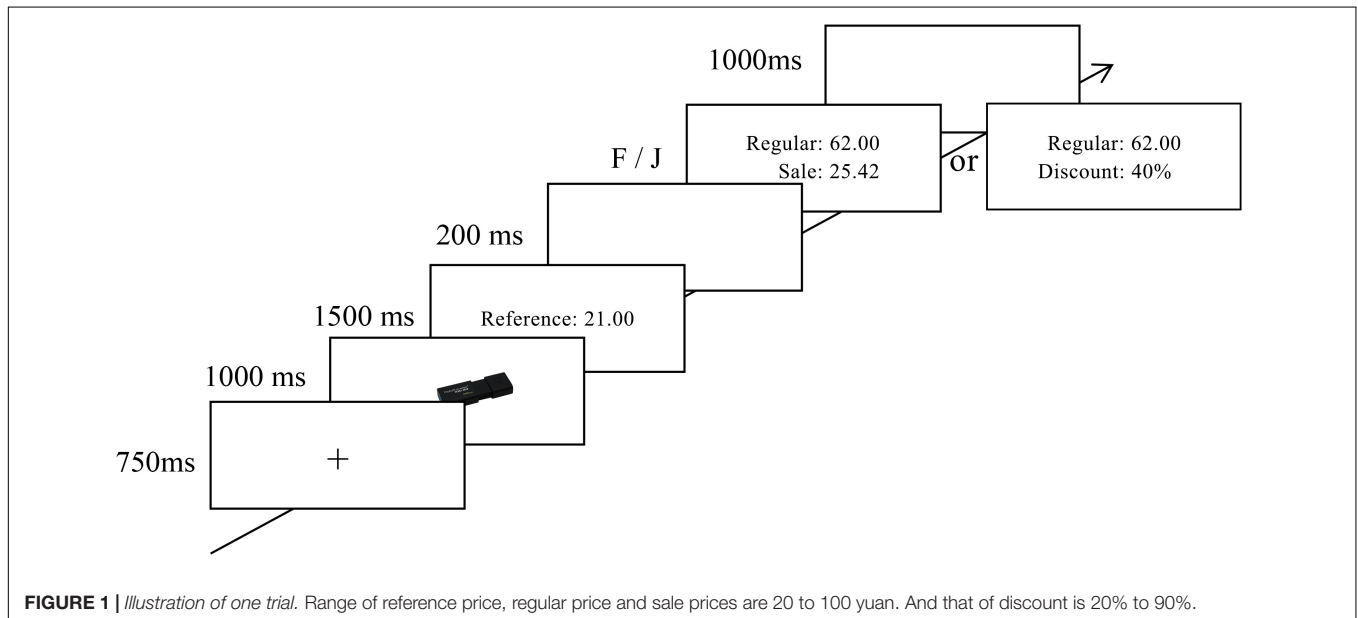 1000ms
Regular: 62.00
Sale: 25.42
or
Regular: 62.00
Discount: 40%
F / J
200 ms
Reference: 21.00
1500 ms
1000 ms
750ms
+
FIGURE 1 | Illustration of one trial. Range of reference price, regular price and sale prices are 20 to 100 yuan. And that of discount is 20% to 90%.